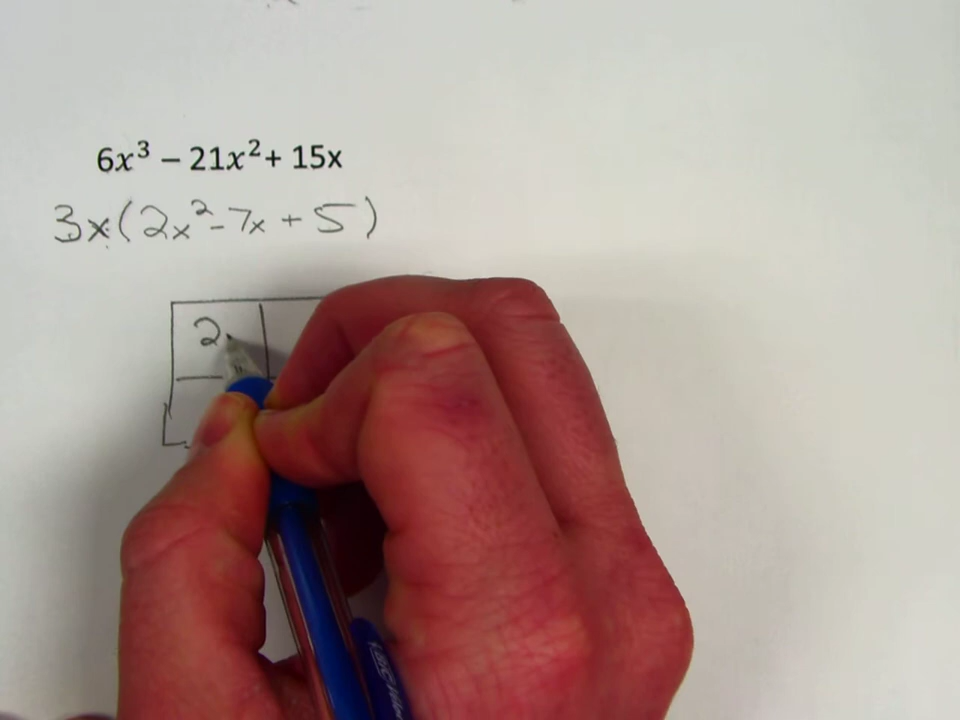 6x³ – 21x² + 15x
3x(2x² - 7x + 5)
2